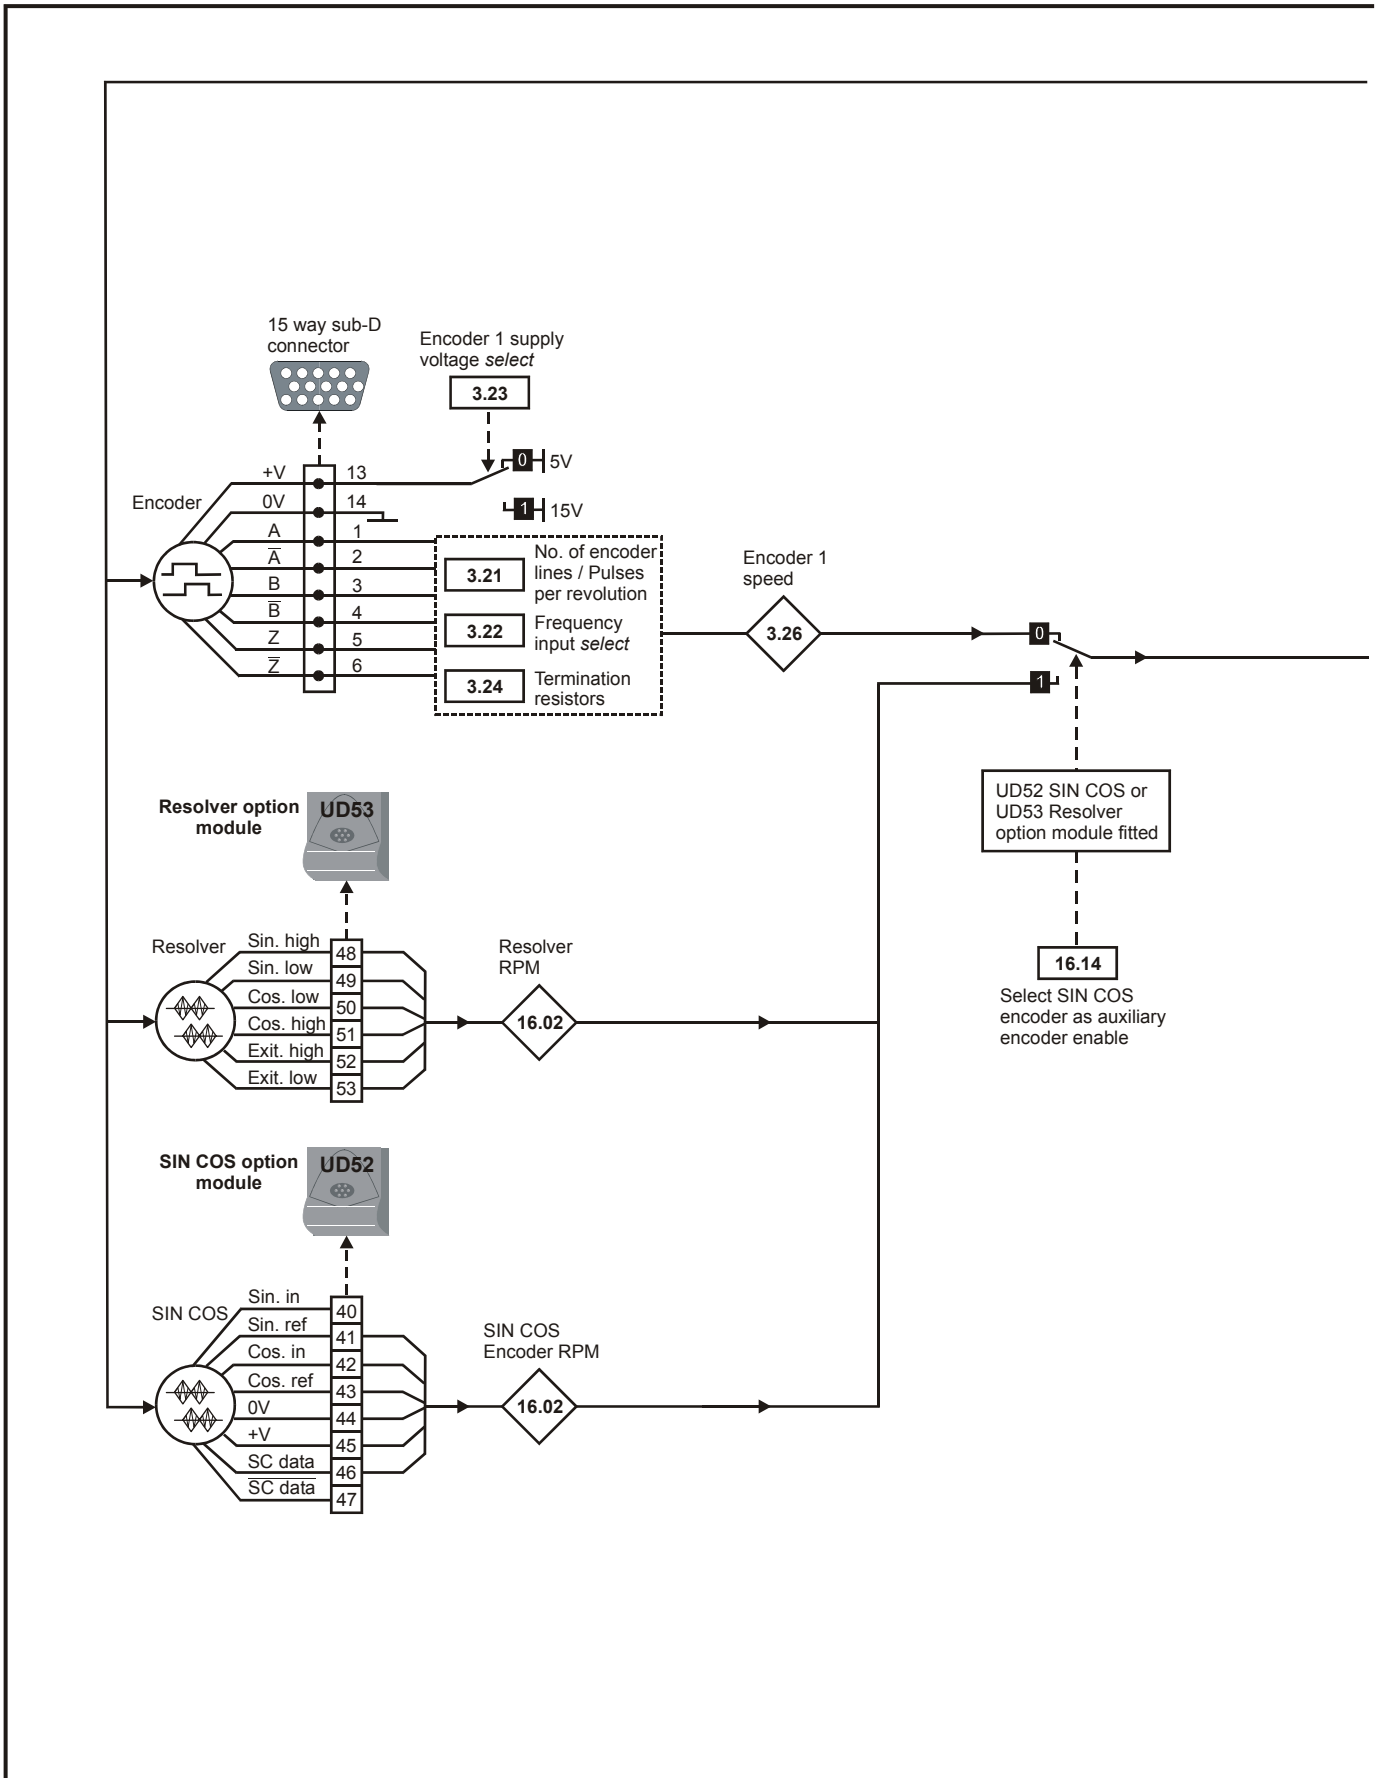 15 way sub-D
connector
Encoder 1 supply
voltage select
3.23
0 5V
1 15V
Encoder
+V 13
0V 14
A 1
A̅ 2
B 3
B̅ 4
Z 5
Z̅ 6
3.21
No. of encoder
lines / Pulses
per revolution
3.22
Frequency
input select
3.24
Termination
resistors
Encoder 1
speed
3.26
0
1
UD52 SIN COS or
UD53 Resolver
option module fitted
16.14
Select SIN COS
encoder as auxiliary
encoder enable
Resolver option
module
UD53
Resolver
Sin. high 48
Sin. low 49
Cos. low 50
Cos. high 51
Exit. high 52
Exit. low 53
Resolver
RPM
16.02
SIN COS option
module
UD52
SIN COS
Sin. in 40
Sin. ref 41
Cos. in 42
Cos. ref 43
0V 44
+V 45
SC data 46
S̅C̅ ̅d̅a̅t̅a̅ 47
SIN COS
Encoder RPM
16.02